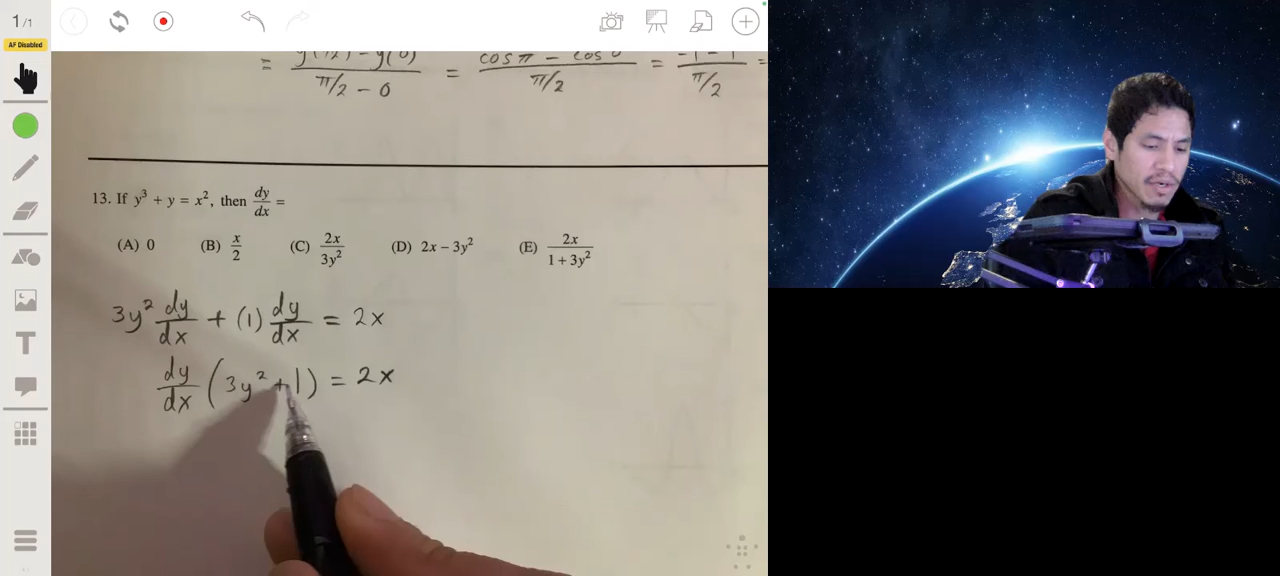 1/1
AF Disabled
= y(π/2) - y(0) / π/2 - 0 = cos π - cos 0 / π/2 = -1 - 1 / π/2 =
13. If y³ + y = x², then dy/dx =
(A) 0 (B) x/2 (C) 2x/3y² (D) 2x – 3y² (E) 2x/1 + 3y²
3y² dy/dx + (1) dy/dx = 2x
dy/dx (3y² + 1) = 2x